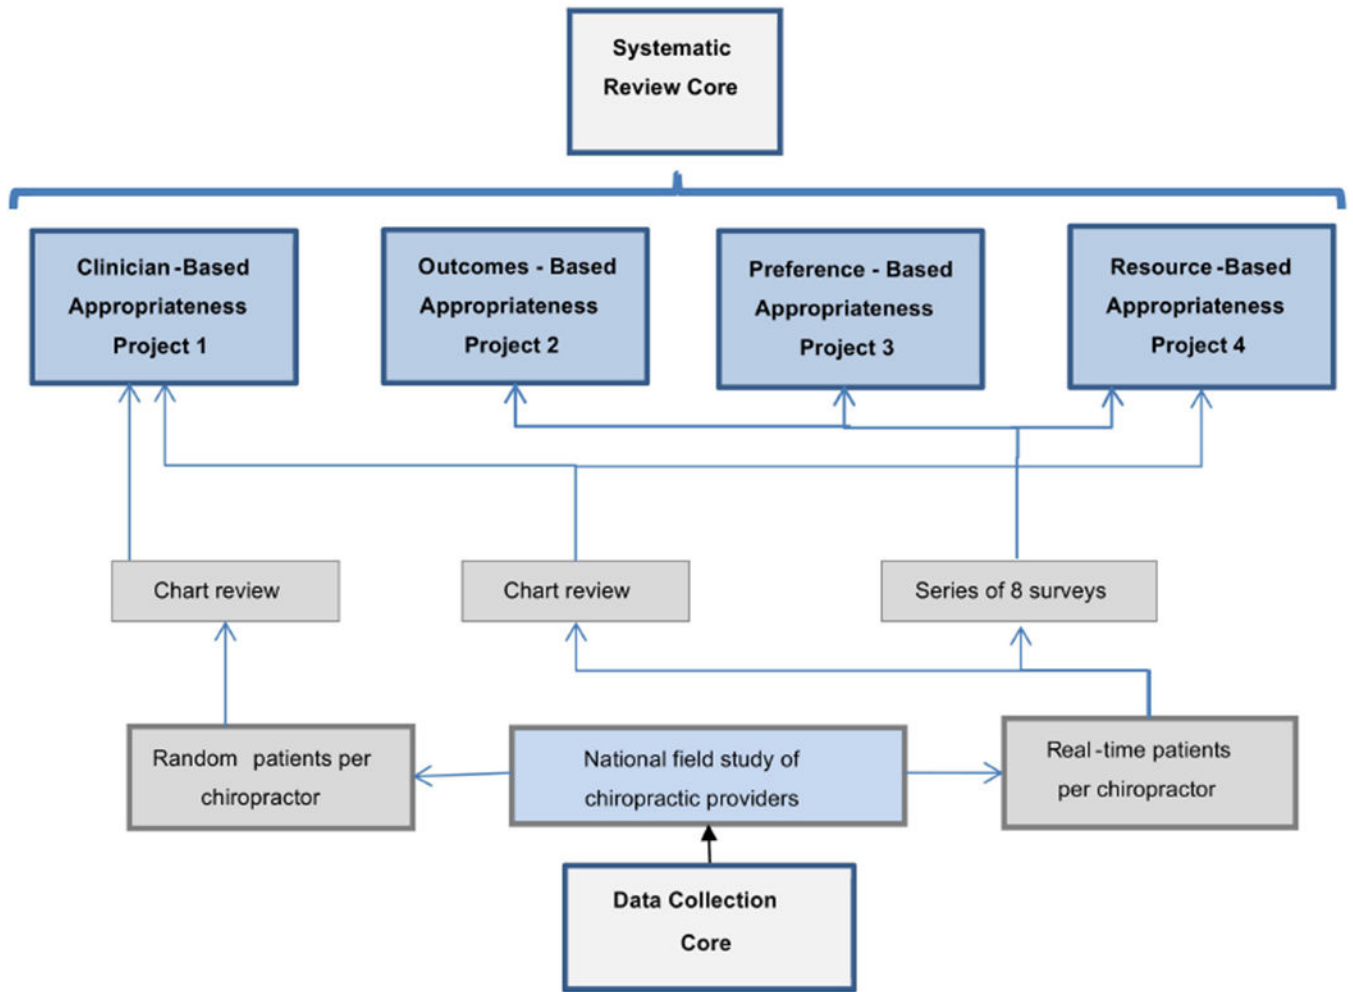 Systematic
Review Core
Clinician -Based
Appropriateness
Project 1
Outcomes - Based
Appropriateness
Project 2
Preference - Based
Appropriateness
Project 3
Resource -Based
Appropriateness
Project 4
Chart review
Chart review
Series of 8 surveys
Random patients per
chiropractor
National field study of
chiropractic providers
Real -time patients
per chiropractor
Data Collection
Core